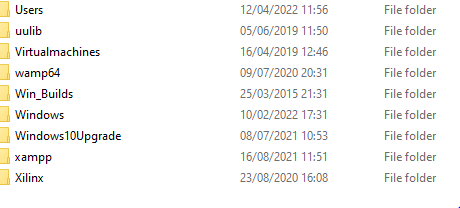 Users 12/04/2022 11:56 File folder
uulib 05/06/2019 11:50 File folder
Virtualmachines 16/04/2019 12:46 File folder
wamp64 09/07/2020 20:31 File folder
Win_Builds 25/03/2015 21:31 File folder
Windows 10/02/2022 17:31 File folder
Windows10Upgrade 08/07/2021 10:53 File folder
xampp 16/08/2021 11:51 File folder
Xilinx 23/08/2020 16:08 File folder